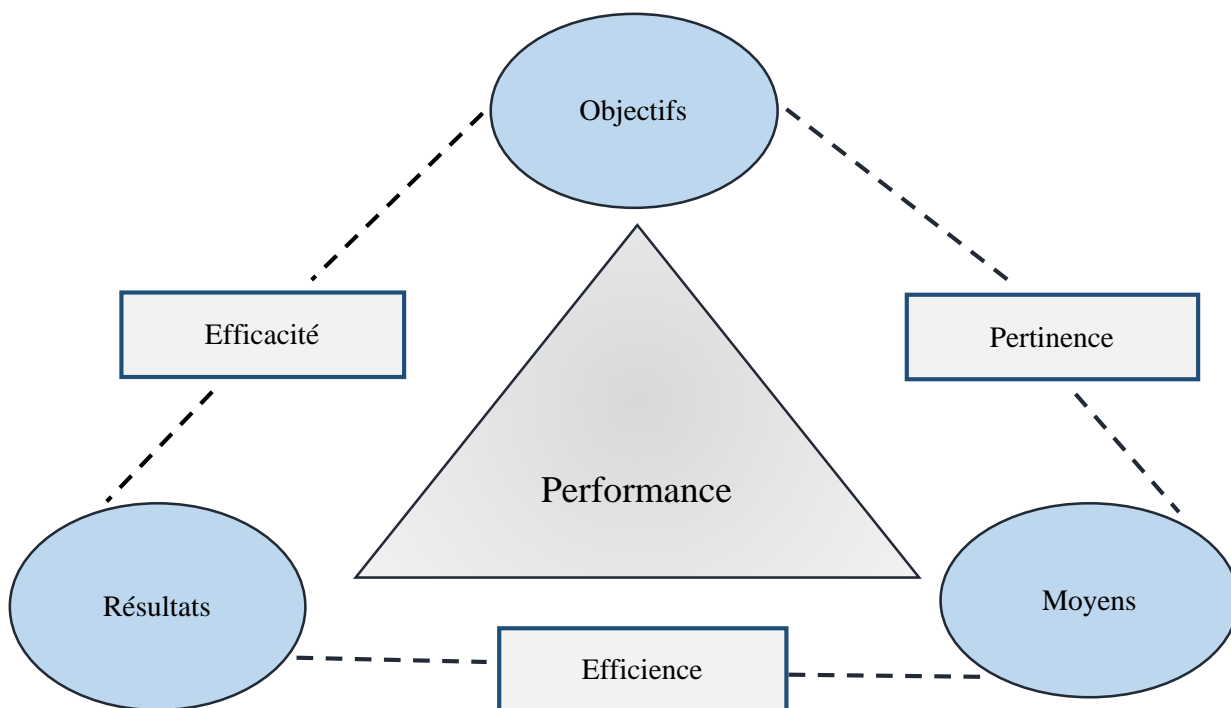 Objectifs
Efficacité
Pertinence
Performance
Résultats
Moyens
Efficience